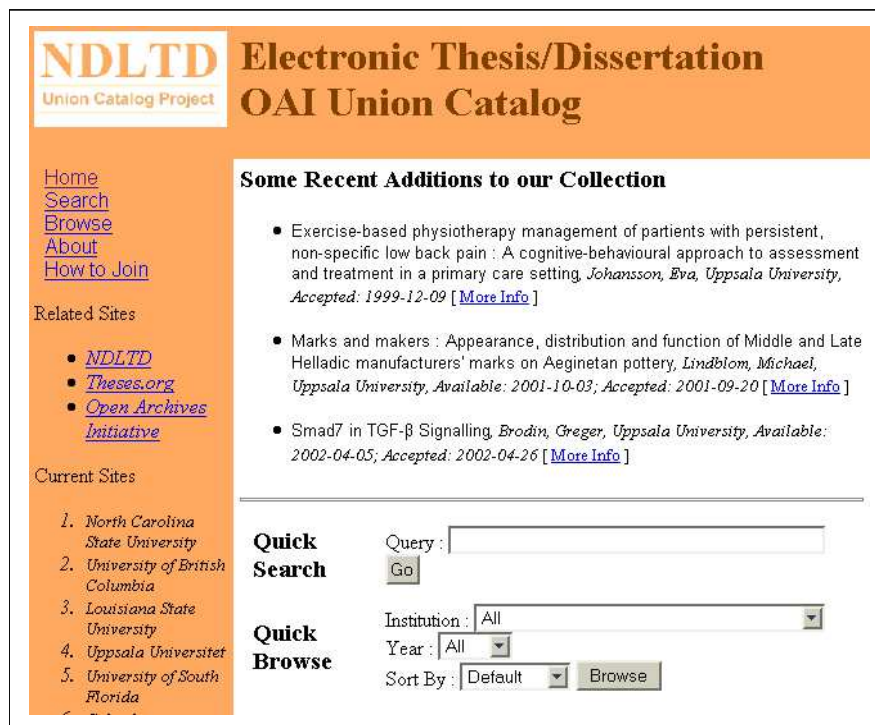 NDLTD
Union Catalog Project
Electronic Thesis/Dissertation
OAI Union Catalog
Home
Search
Browse
About
How to Join
Related Sites
NDLTD
Theses.org
Open Archives
Initiative
Current Sites
1. North Carolina
State University
2. University of British
Columbia
3. Louisiana State
University
4. Uppsala Universitet
5. University of South
Florida
Some Recent Additions to our Collection
Exercise-based physiotherapy management of partients with persistent,
non-specific low back pain : A cognitive-behavioural approach to assessment
and treatment in a primary care setting, Johansson, Eva, Uppsala University,
Accepted: 1999-12-09 [ More Info ]
Marks and makers : Appearance, distribution and function of Middle and Late
Helladic manufacturers' marks on Aeginetan pottery, Lindblom, Michael,
Uppsala University, Available: 2001-10-03; Accepted: 2001-09-20 [ More Info ]
Smad7 in TGF-β Signalling, Brodin, Greger, Uppsala University, Available:
2002-04-05; Accepted: 2002-04-26 [ More Info ]
Quick
Search
Query :
Go
Quick
Browse
Institution : All
Year : All
Sort By : Default Browse